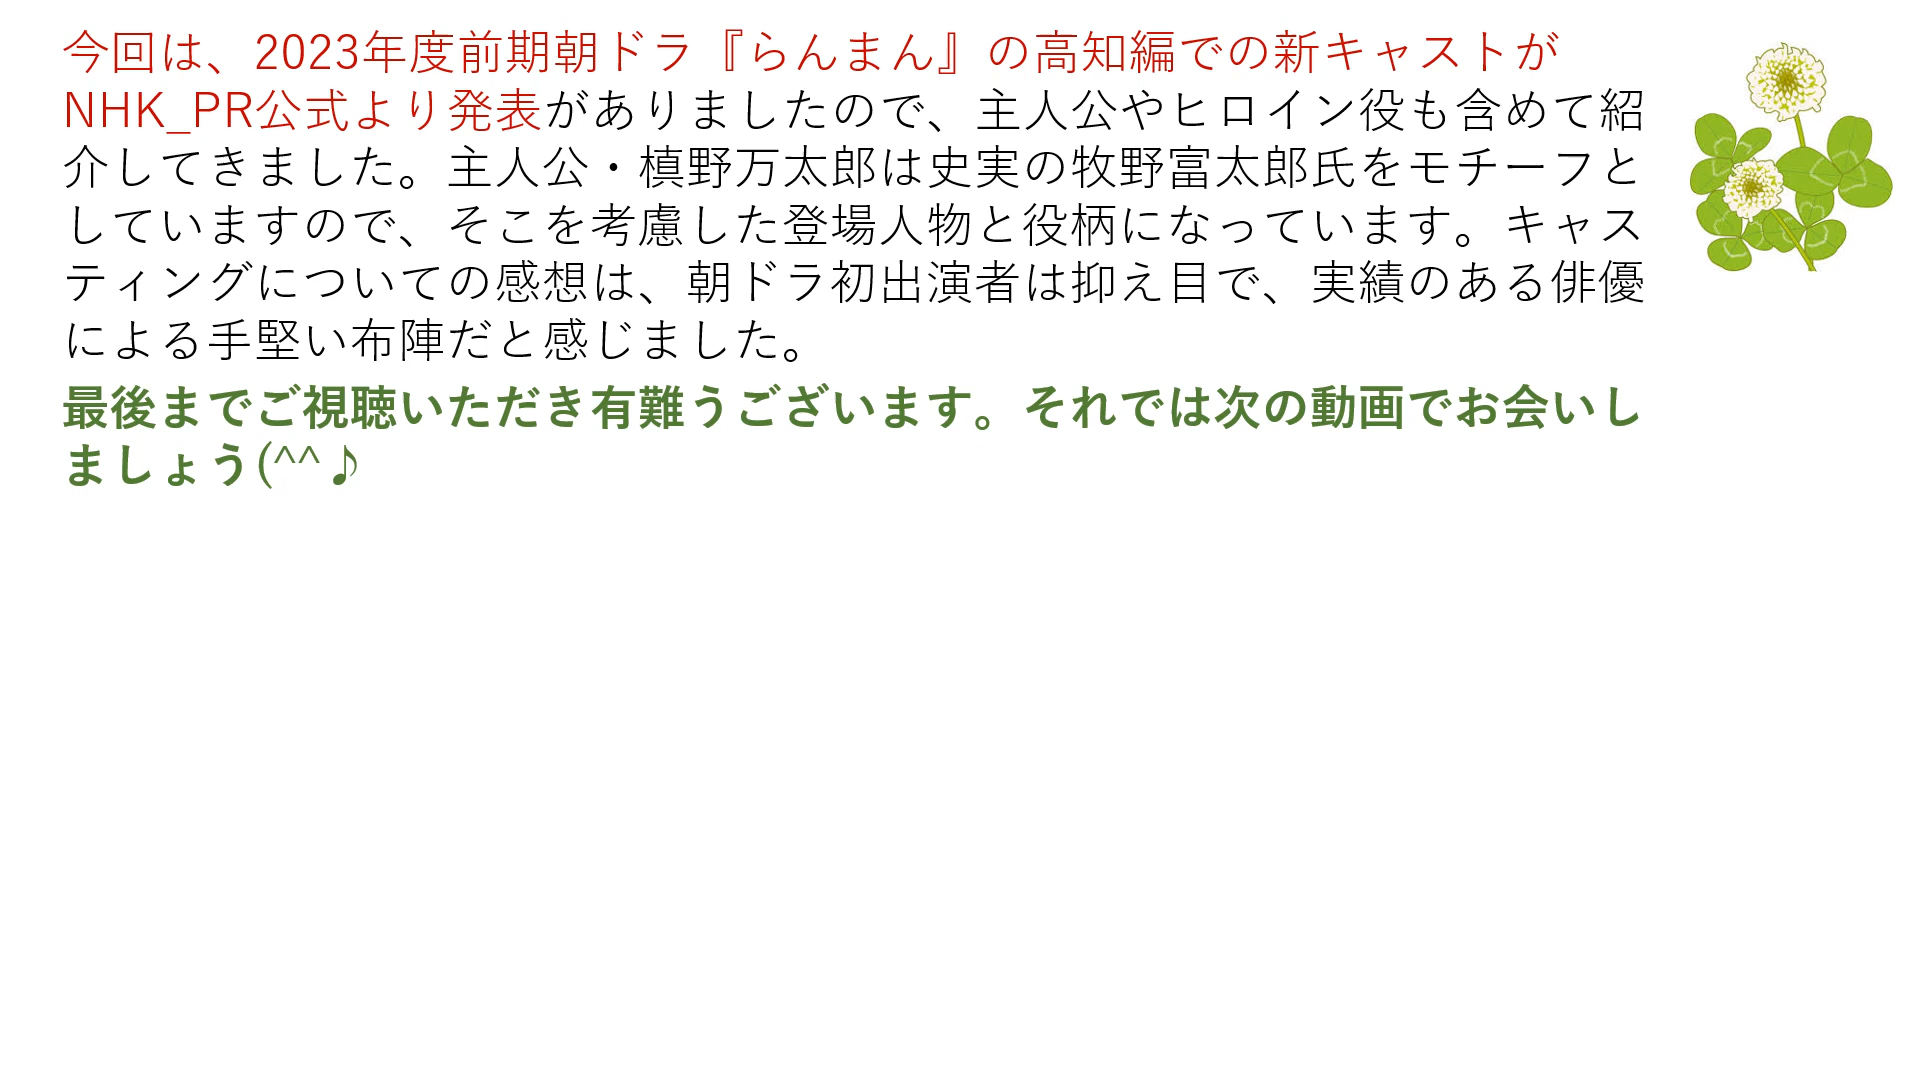 今回は、2023年度前期朝ドラ『らんまん』の高知編での新キャストが
NHK_PR公式より発表がありましたので、主人公やヒロイン役も含めて紹
介してきました。主人公・槙野万太郎は史実の牧野富太郎氏をモチーフと
していますので、そこを考慮した登場人物と役柄になっています。キャス
ティングについての感想は、朝ドラ初出演者は抑え目で、実績のある俳優
による手堅い布陣だと感じました。
最後までご視聴いただき有難うございます。それでは次の動画でお会いし
ましょう(^^♪